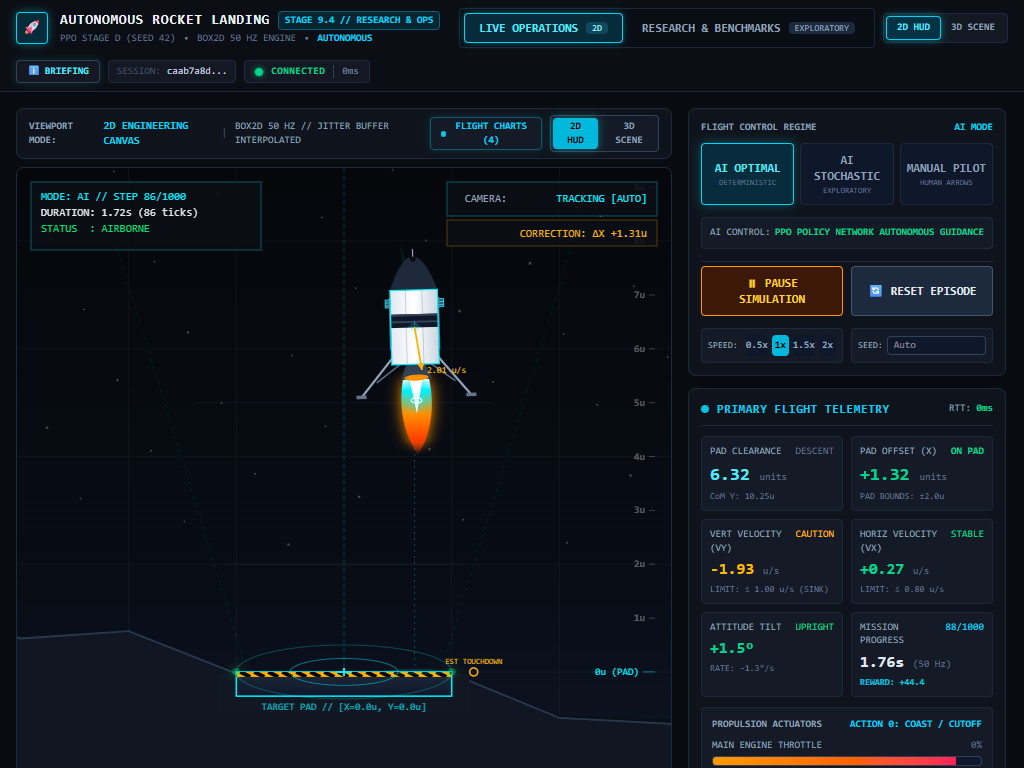 AUTONOMOUS ROCKET LANDING
STAGE 9.4 // RESEARCH & OPS
PPO STAGE D (SEED 42) • BOX2D 50 HZ ENGINE • AUTONOMOUS
LIVE OPERATIONS 2D
RESEARCH & BENCHMARKS EXPLORATORY
2D HUD
3D SCENE
BRIEFING
SESSION: caab7a8d...
CONNECTED | 0ms
VIEWPORT MODE:
2D ENGINEERING CANVAS
BOX2D 50 HZ // JITTER BUFFER INTERPOLATED
FLIGHT CHARTS (4)
2D HUD
3D SCENE
MODE: AI // STEP 86/1000
DURATION: 1.72s (86 ticks)
STATUS : AIRBORNE
CAMERA: TRACKING [AUTO]
CORRECTION: ΔX +1.31u
7u
6u
5u
4u
3u
2u
1u
0u (PAD)
2.01 u/s
EST TOUCHDOWN
TARGET PAD // [X=0.0u, Y=0.0u]
FLIGHT CONTROL REGIME AI MODE
AI OPTIMAL
DETERMINISTIC
AI STOCHASTIC
EXPLORATORY
MANUAL PILOT
HUMAN ARROWS
AI CONTROL: PPO POLICY NETWORK AUTONOMOUS GUIDANCE
PAUSE SIMULATION
RESET EPISODE
SPEED: 0.5x 1x 1.5x 2x
SEED: Auto
PRIMARY FLIGHT TELEMETRY RTT: 0ms
PAD CLEARANCE DESCENT
6.32 units
CoM Y: 10.25u
PAD OFFSET (X) ON PAD
+1.32 units
PAD BOUNDS: ±2.0u
VERT VELOCITY (VY) CAUTION
-1.93 u/s
LIMIT: ≤ 1.00 u/s (SINK)
HORIZ VELOCITY (VX) STABLE
+0.27 u/s
LIMIT: ≤ 0.80 u/s
ATTITUDE TILT UPRIGHT
+1.5°
RATE: -1.3°/s
MISSION PROGRESS 88/1000
1.76s (50 Hz)
REWARD: +44.4
PROPULSION ACTUATORS ACTION 0: COAST / CUTOFF
MAIN ENGINE THROTTLE 0%